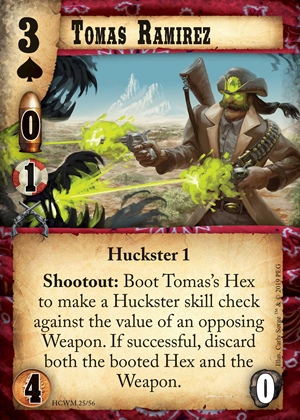 3
Tomas Ramirez
0
1
Huckster 1
Shootout: Boot Tomas's Hex
to make a Huckster skill check
against the value of an opposing
Weapon. If successful, discard
both the booted Hex and the
Weapon.
4
HCWM 25/56
0